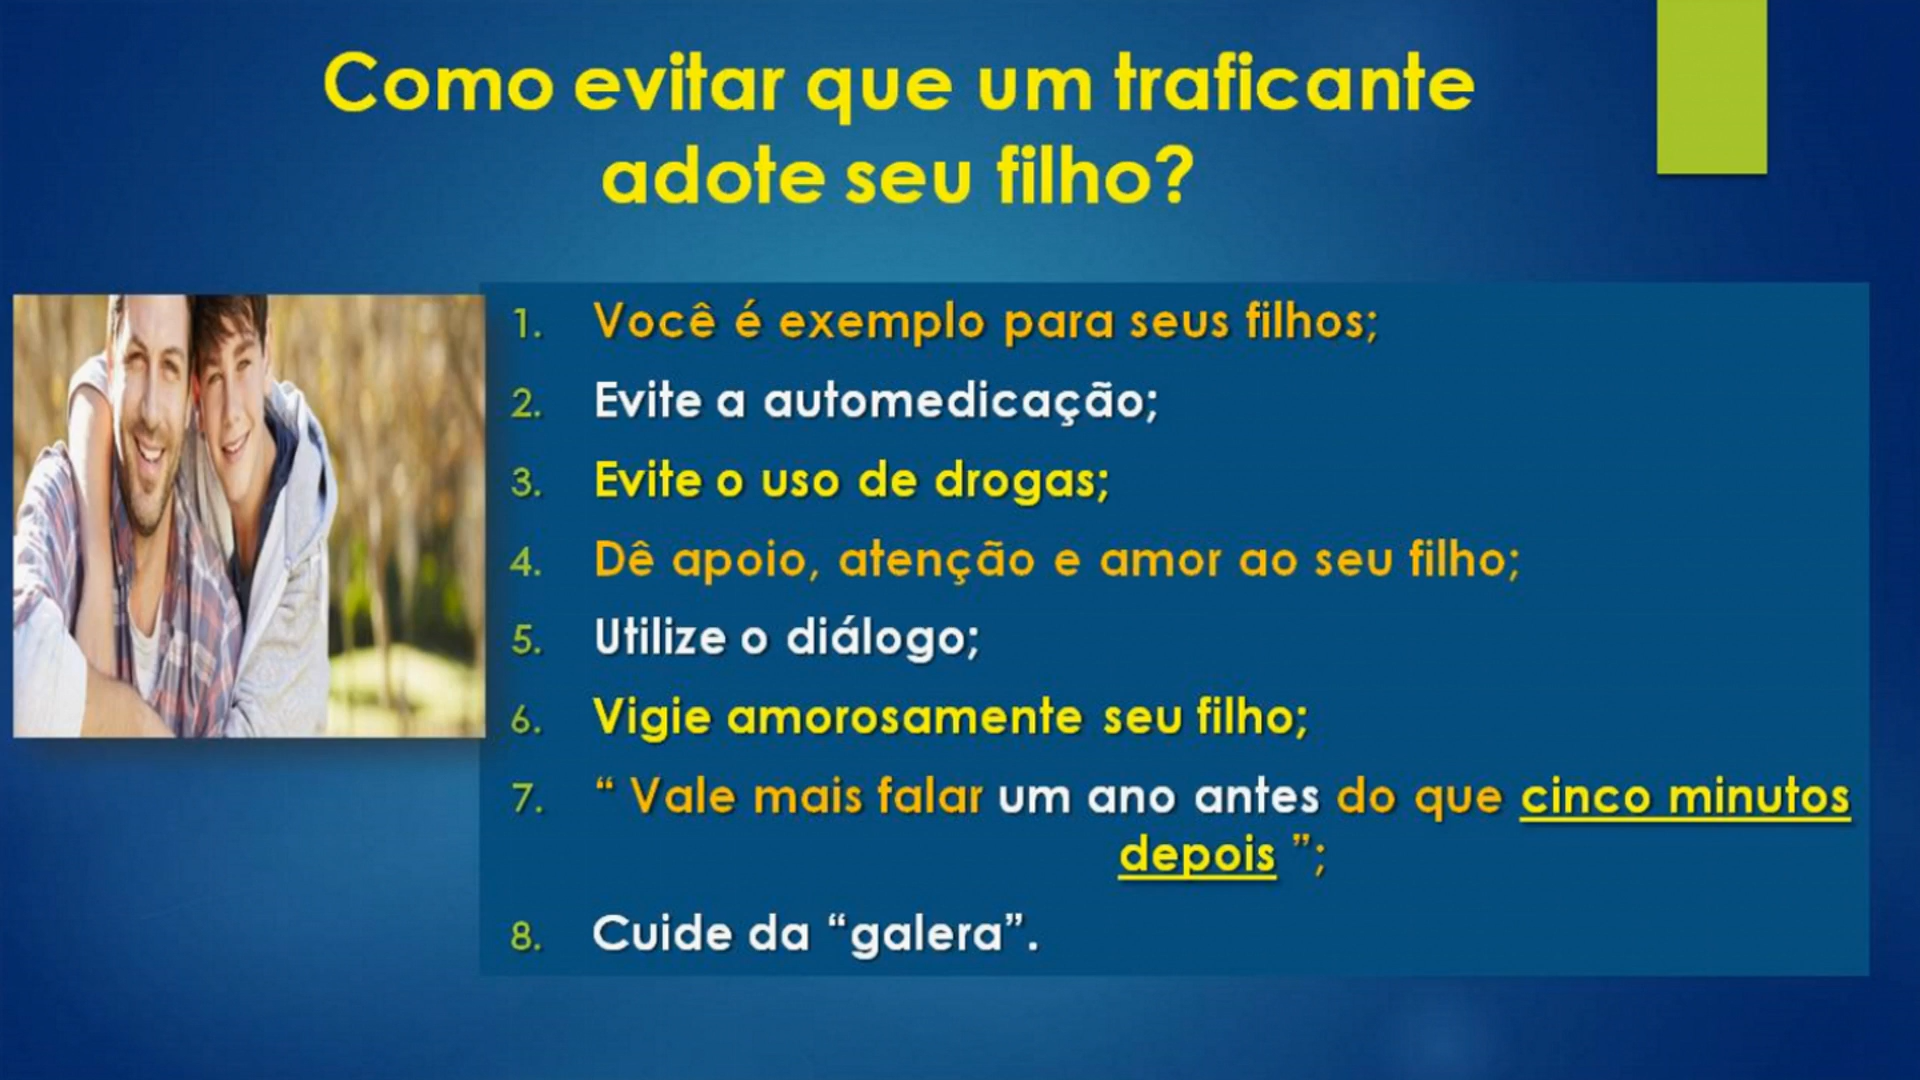 Como evitar que um traficante
adote seu filho?
1. Você é exemplo para seus filhos;
2. Evite a automedicação;
3. Evite o uso de drogas;
4. Dê apoio, atenção e amor ao seu filho;
5. Utilize o diálogo;
6. Vigie amorosamente seu filho;
7. “ Vale mais falar um ano antes do que cinco minutos
depois ”;
8. Cuide da “galera”.